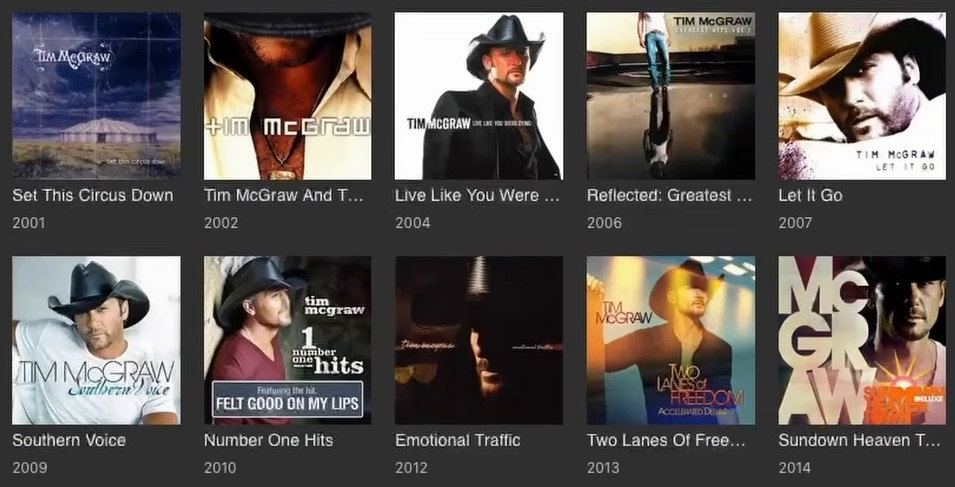 TIM McGRAW
set this circus down
TIM McGRAW
TIM McGRAW LIVE LIKE YOU WERE DYING
TIM McGRAW
GREATEST HITS VOL 2
TIM McGRAW
LET IT GO
Set This Circus Down
Tim McGraw And T...
Live Like You Were ...
Reflected: Greatest ...
Let It Go
2001
2002
2004
2006
2007
TIM McGRAW
Southern Voice
tim
mcgraw
1
number
one
hits
Featuring the hit,
FELT GOOD ON MY LIPS
tim mcgraw
emotional traffic
TIM
McGRAW
TWO
LANES of
FREEDOM
ACCELERATED DELUXE
Mc
GR
AW
DELUXE
Southern Voice
Number One Hits
Emotional Traffic
Two Lanes Of Free...
Sundown Heaven T...
2009
2010
2012
2013
2014